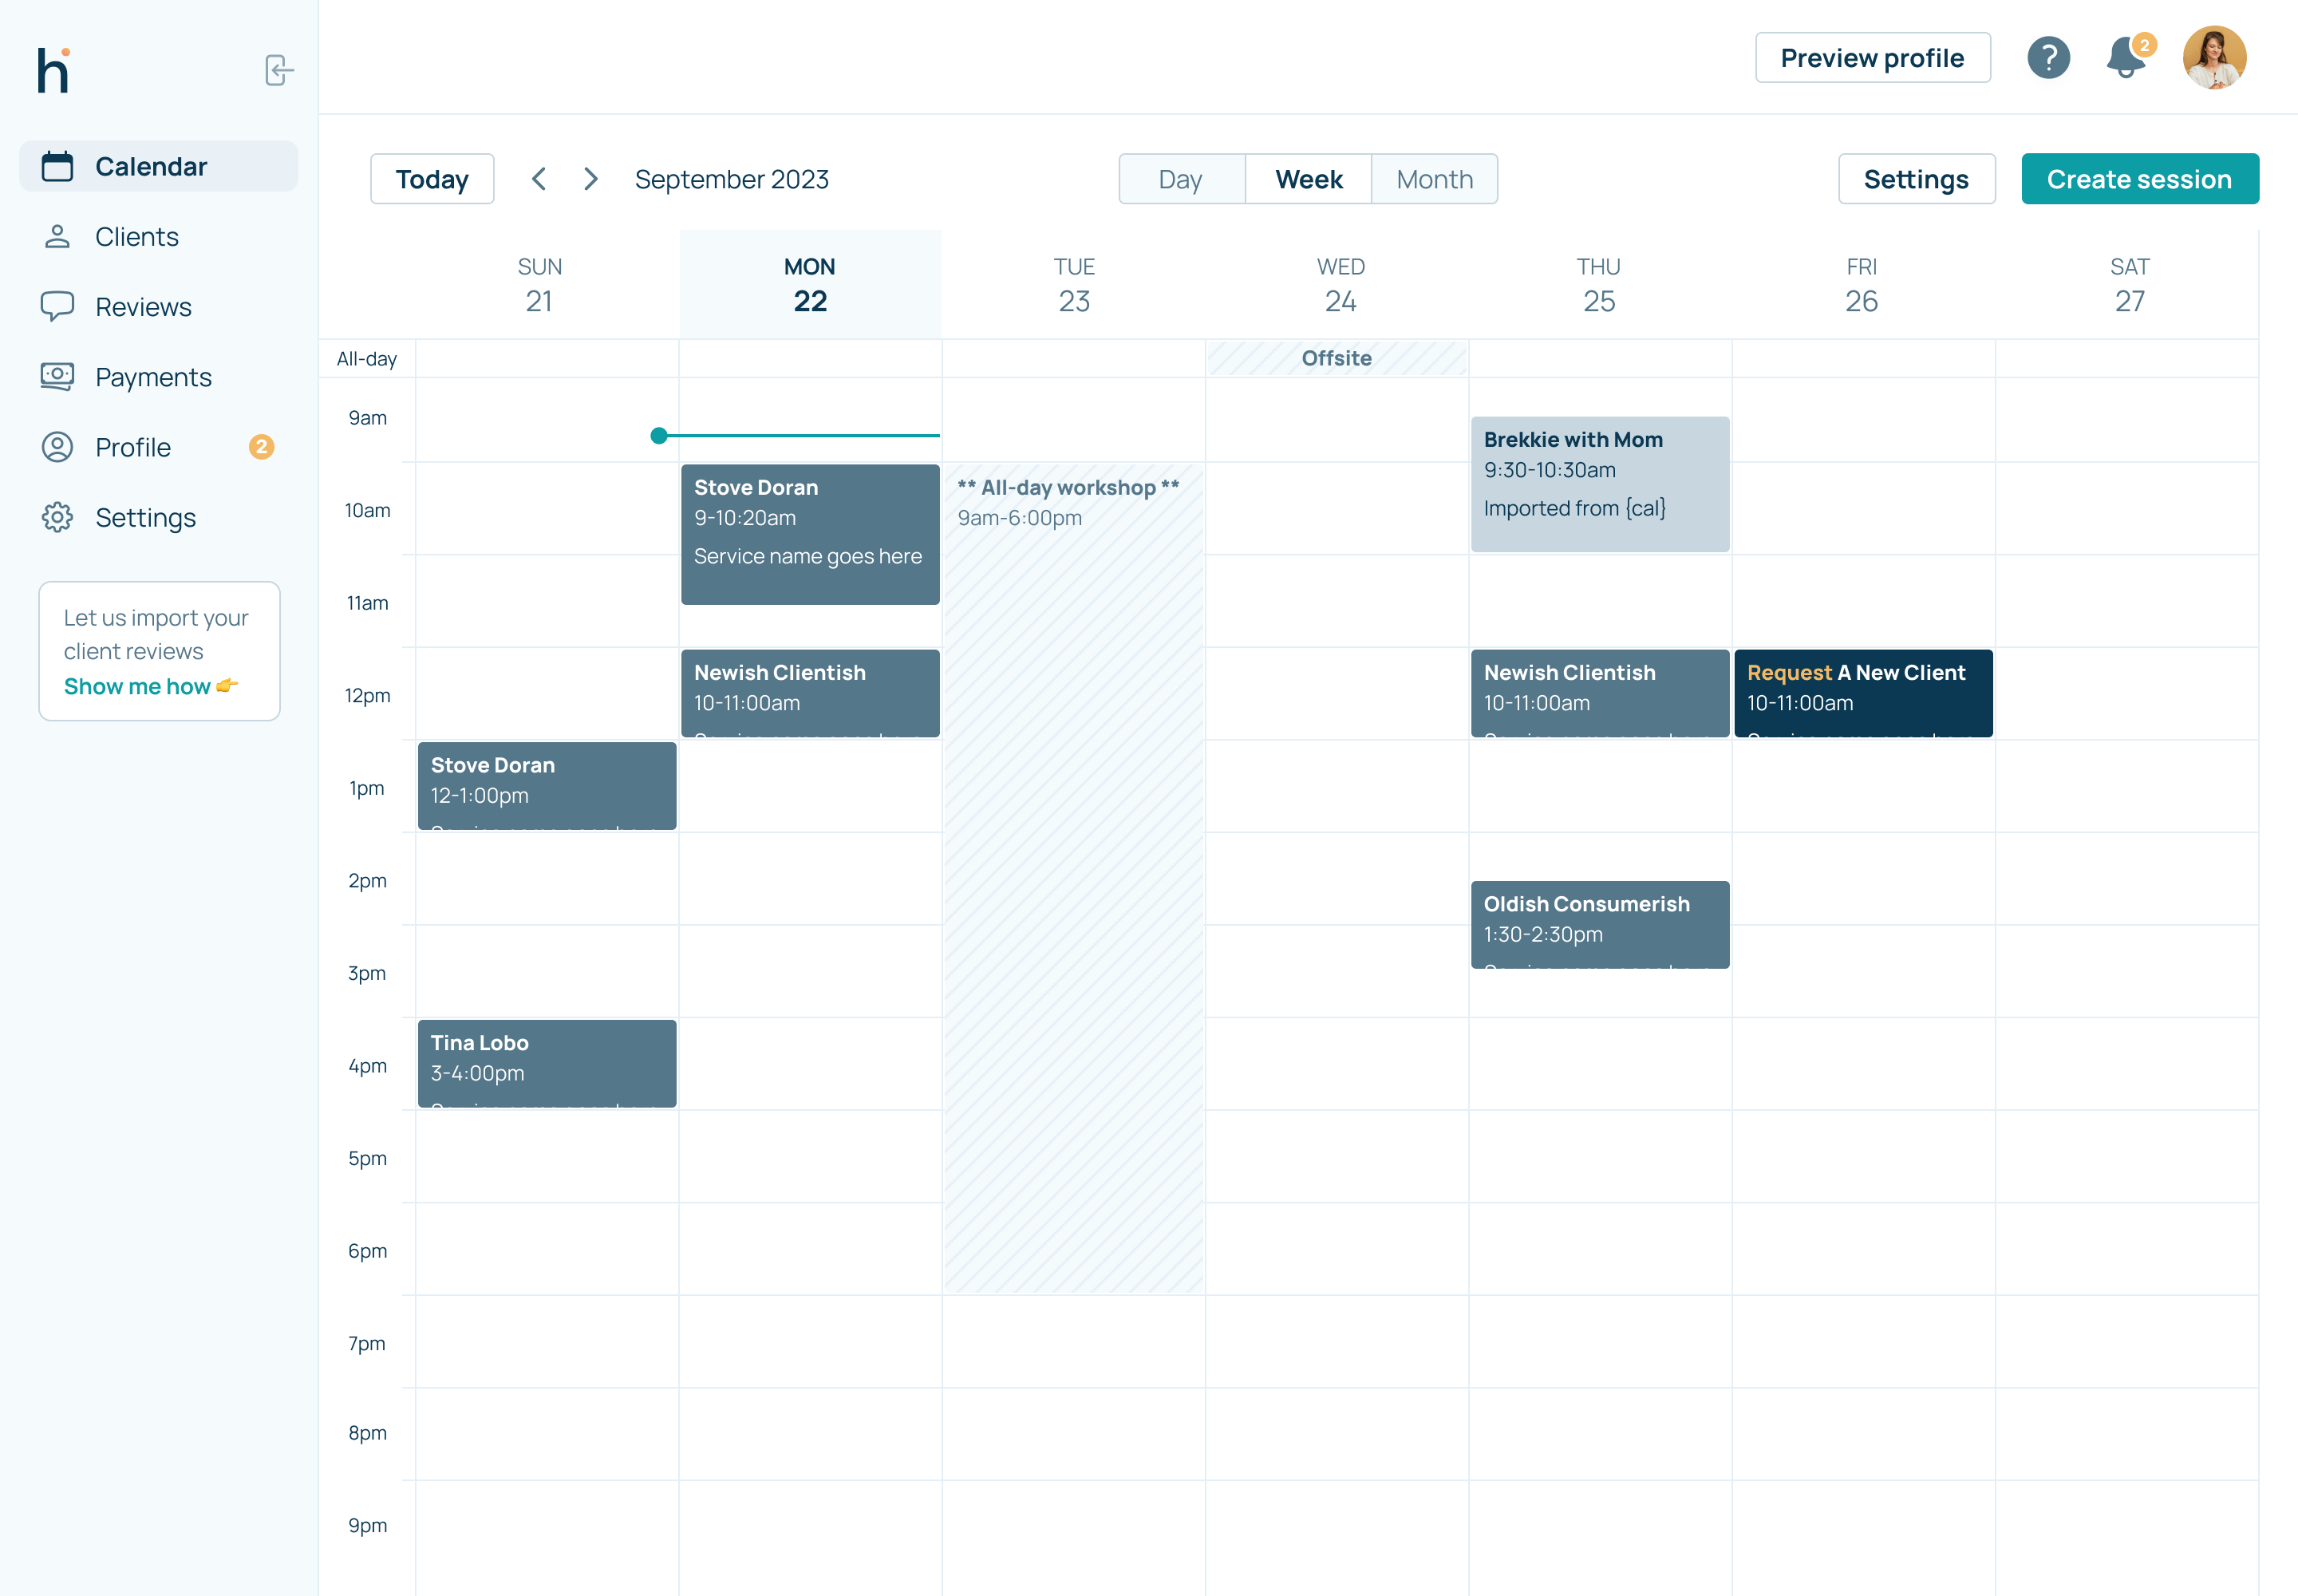 h
Preview profile
?
2
Calendar
Clients
Reviews
Payments
Profile
2
Settings
Let us import your
client reviews
Show me how 👉
Today
September 2023
Day
Week
Month
Settings
Create session
SUN
21
MON
22
TUE
23
WED
24
THU
25
FRI
26
SAT
27
All-day
Offsite
9am
10am
11am
12pm
1pm
2pm
3pm
4pm
5pm
6pm
7pm
8pm
9pm
Stove Doran
12-1:00pm
Tina Lobo
3-4:00pm
Stove Doran
9-10:20am
Service name goes here
Newish Clientish
10-11:00am
** All-day workshop **
9am-6:00pm
Brekkie with Mom
9:30-10:30am
Imported from {cal}
Newish Clientish
10-11:00am
Oldish Consumerish
1:30-2:30pm
Request A New Client
10-11:00am